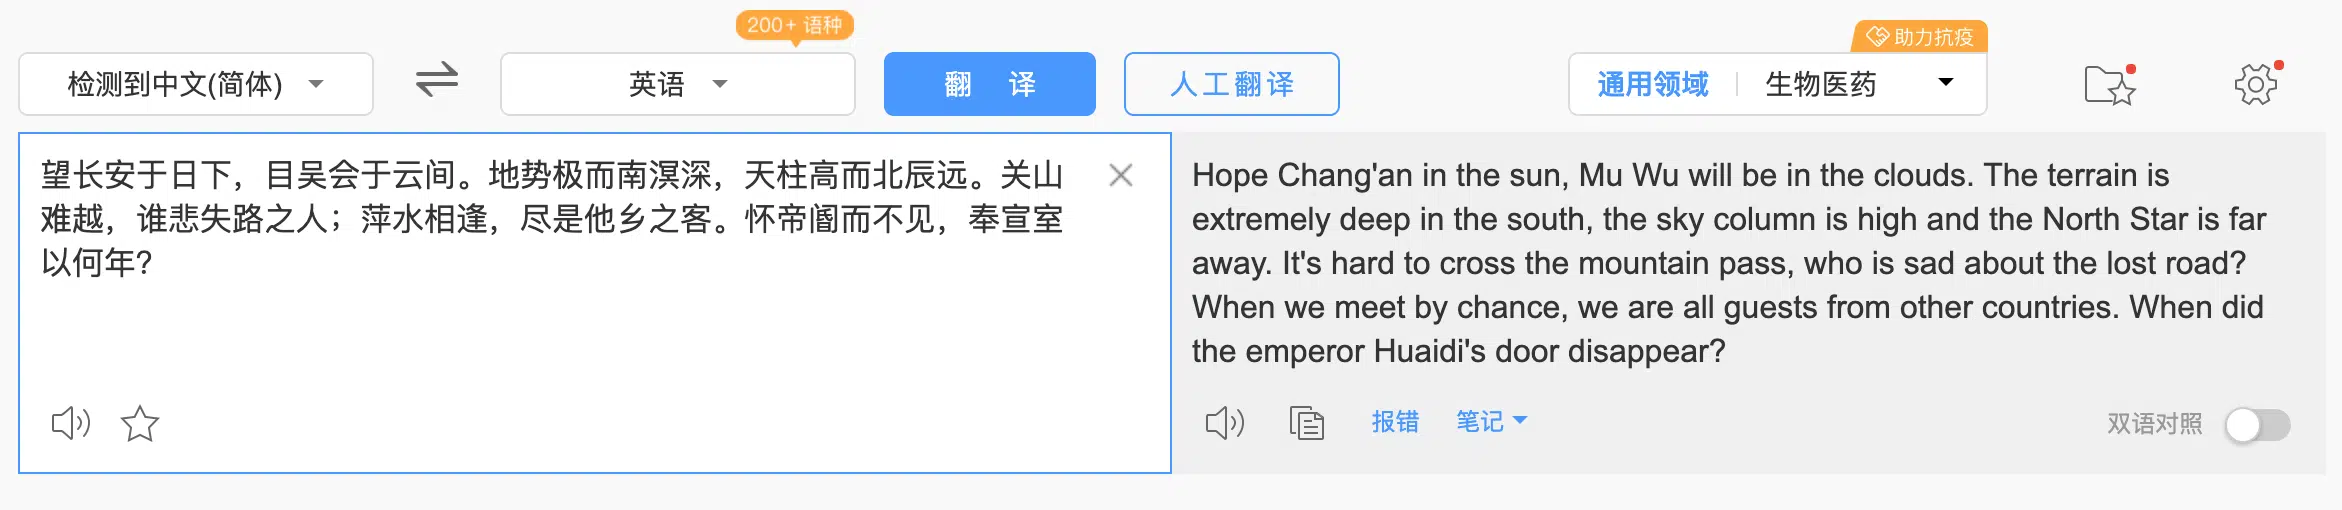 200+ 语种
助力抗疫
检测到中文(简体)
英语
翻 译
人工翻译
通用领域
生物医药
望长安于日下，目吴会于云间。地势极而南溟深，天柱高而北辰远。关山
难越，谁悲失路之人；萍水相逢，尽是他乡之客。怀帝阍而不见，奉宣室
以何年?
Hope Chang'an in the sun, Mu Wu will be in the clouds. The terrain is
extremely deep in the south, the sky column is high and the North Star is far
away. It's hard to cross the mountain pass, who is sad about the lost road?
When we meet by chance, we are all guests from other countries. When did
the emperor Huaidi's door disappear?
报错
笔记
双语对照